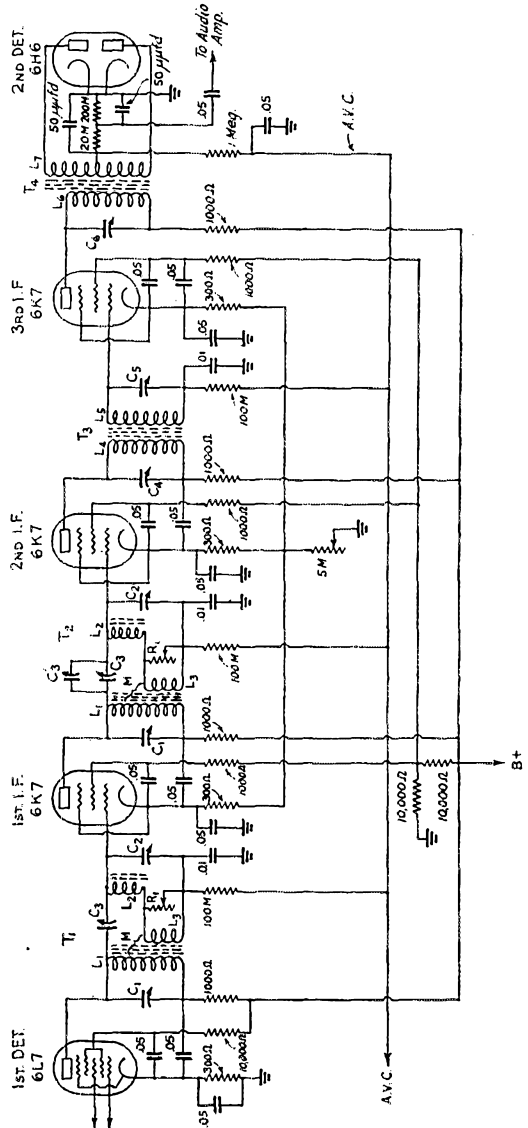 1ST. DET.
6L7
T1
1ST. I.F.
6K7
T2
2ND I.F.
6K7
T3
3RD I.F
6K7
T4
2ND DET.
6H6
L1
C1
.05
.05
1000Ω
10,000Ω
300Ω
.05
C3
M
L2
R1
L3
C2
.01
100M
.05
.05
.05
300Ω
1000Ω
1000Ω
C1
L1
C3
C3
M
L2
R1
L3
C2
.01
100M
.05
.05
.05
300Ω
1000Ω
1000Ω
5M
C4
L4
L5
C5
.01
100M
.05
.05
.05
300Ω
1000Ω
1000Ω
C6
L6
L7
50μμfd
20M
200M
50μμfd
.05
To Audio
Amp.
1 Meg.
.05
A.V.C.
A.V.C.
10,000Ω
10,000Ω
B+